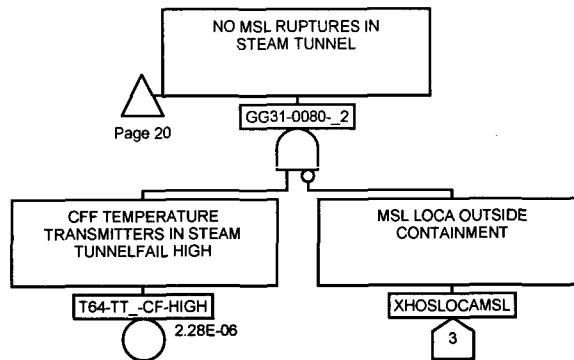 NO MSL RUPTURES IN
STEAM TUNNEL
Page 20
GG31-0080-_2
CFF TEMPERATURE
TRANSMITTERS IN STEAM
TUNNELFAIL HIGH
MSL LOCA OUTSIDE
CONTAINMENT
T64-TT_-CF-HIGH
2.28E-06
XHOSLOCAMSL
3